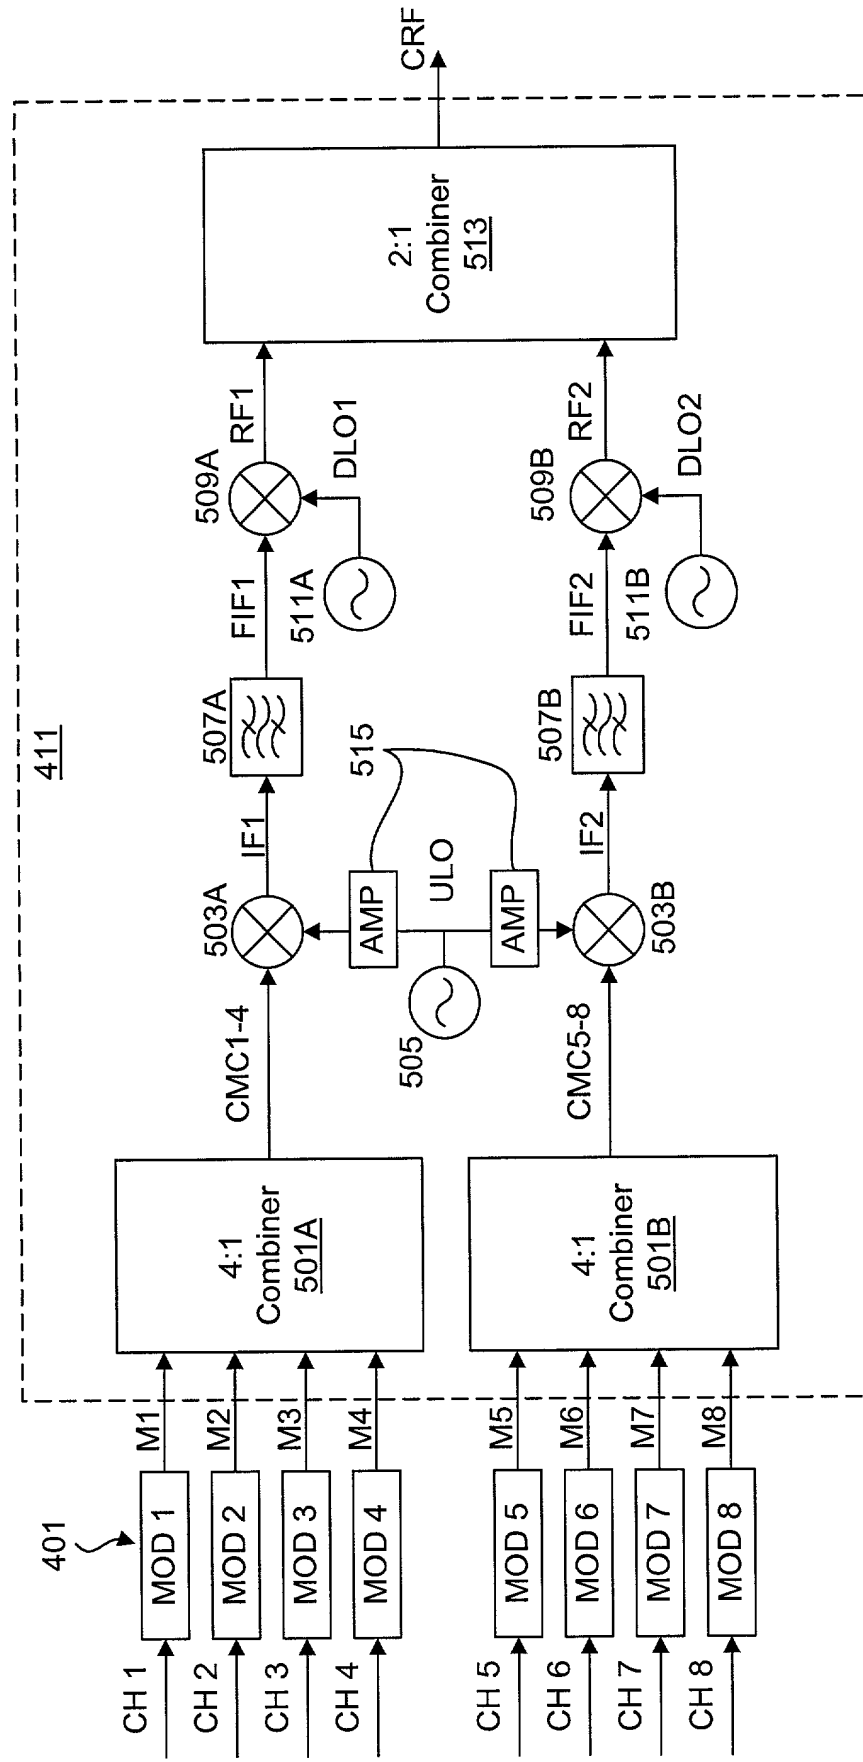 411
401
CH 1
MOD 1
M1
CH 2
MOD 2
M2
CH 3
MOD 3
M3
CH 4
MOD 4
M4
4:1
Combiner
501A
CMC1-4
503A
IF1
507A
FIF1
509A
RF1
511A
DLO1
AMP
515
505
ULO
AMP
2:1
Combiner
513
CRF
CH 5
MOD 5
M5
CH 6
MOD 6
M6
CH 7
MOD 7
M7
CH 8
MOD 8
M8
4:1
Combiner
501B
CMC5-8
503B
IF2
507B
FIF2
509B
RF2
511B
DLO2